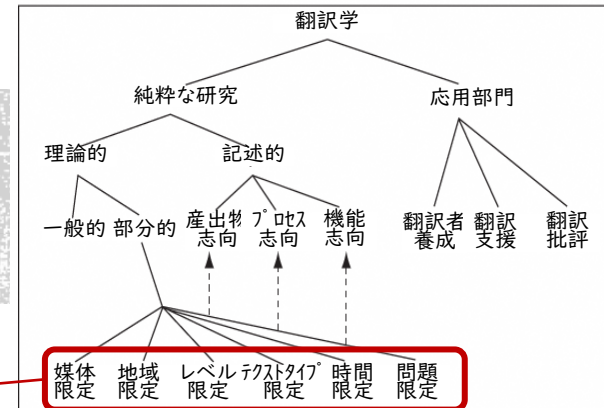 翻訳学
純粋な研究
応用部門
理論的
記述的
一般的
部分的
産出物
志向
プロセス
志向
機能
志向
翻訳者
養成
翻訳
支援
翻訳
批評
媒体
限定
地域
限定
レベル
限定
テクストタイプ
限定
時間
限定
問題
限定